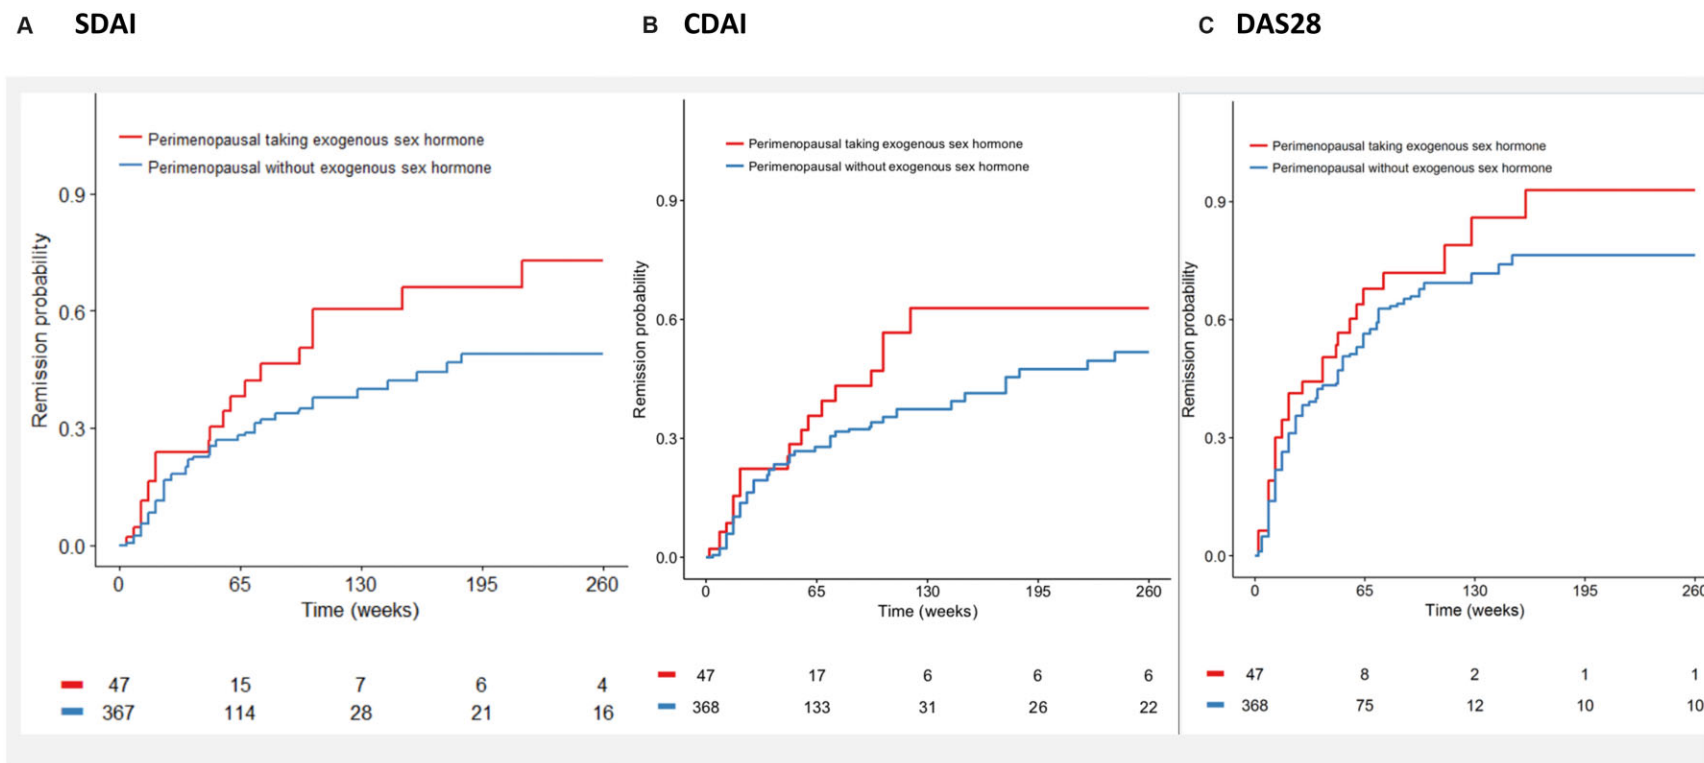 A SDAI
Perimenopausal taking exogenous sex hormone
Perimenopausal without exogenous sex hormone
Remission probability
0.9
0.6
0.3
0.0
0 65 130 195 260
Time (weeks)
47 15 7 6 4
367 114 28 21 16
B CDAI
Perimenopausal taking exogenous sex hormone
Perimenopausal without exogenous sex hormone
Remission probability
0.9
0.6
0.3
0.0
0 65 130 195 260
Time (weeks)
47 17 6 6 6
368 133 31 26 22
C DAS28
Perimenopausal taking exogenous sex hormone
Perimenopausal without exogenous sex hormone
Remission probability
0.9
0.6
0.3
0.0
0 65 130 195 260
Time (weeks)
47 8 2 1 1
368 75 12 10 10